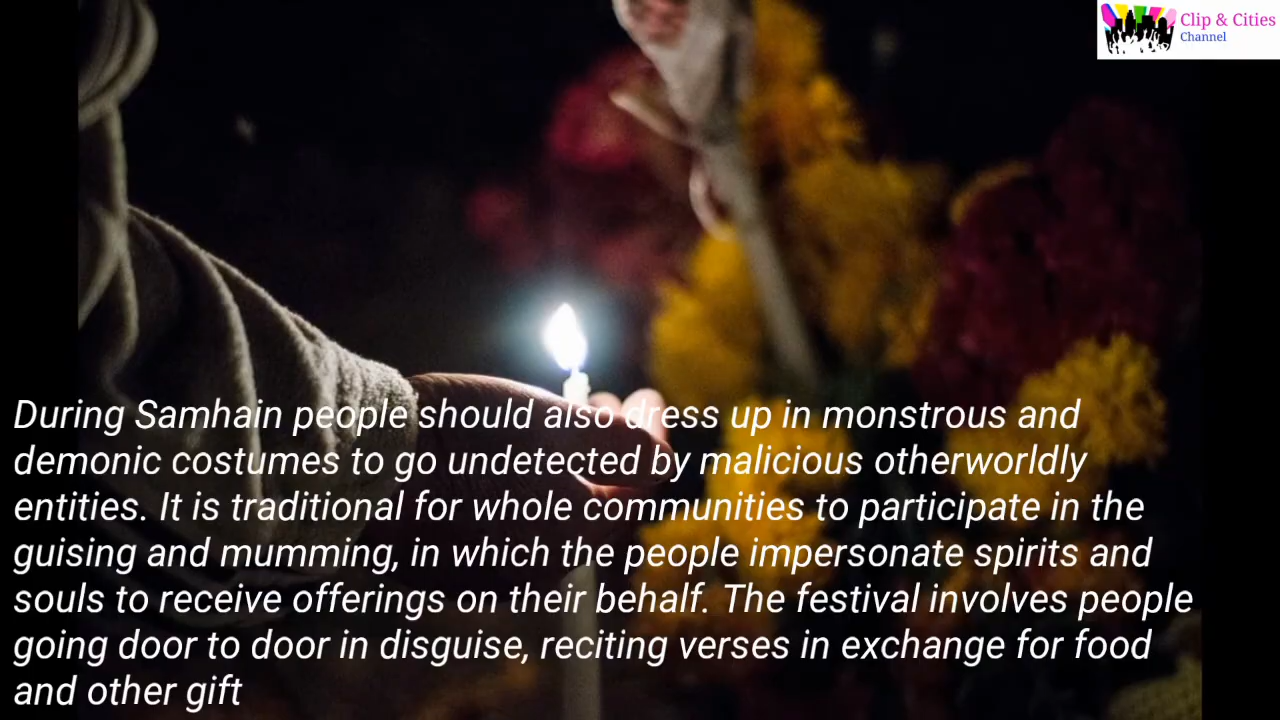 Clip & Cities
Channel
During Samhain people should also dress up in monstrous and
demonic costumes to go undetected by malicious otherworldly
entities. It is traditional for whole communities to participate in the
guising and mumming, in which the people impersonate spirits and
souls to receive offerings on their behalf. The festival involves people
going door to door in disguise, reciting verses in exchange for food
and other gift